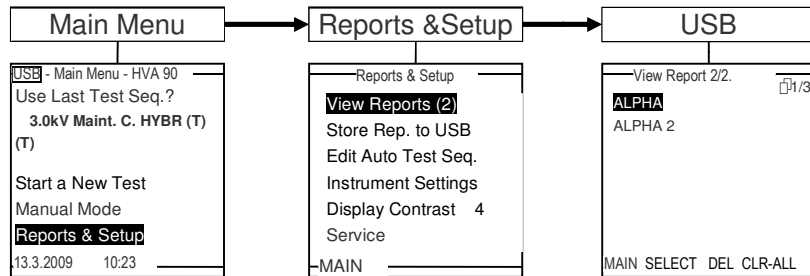 Main Menu
Reports &Setup
USB
USB - Main Menu - HVA 90
Use Last Test Seq.?
3.0kV Maint. C. HYBR (T)
(T)
Start a New Test
Manual Mode
Reports & Setup
13.3.2009 10:23
Reports & Setup
View Reports (2)
Store Rep. to USB
Edit Auto Test Seq.
Instrument Settings
Display Contrast 4
Service
MAIN
View Report 2/2.
1/3
ALPHA
ALPHA 2
MAIN SELECT DEL CLR-ALL